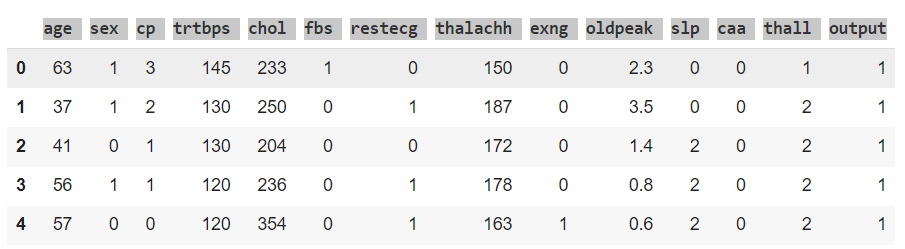 age sex cp trtbps chol fbs restecg thalachh exng oldpeak slp caa thall output
0 63 1 3 145 233 1 0 150 0 2.3 0 0 1 1
1 37 1 2 130 250 0 1 187 0 3.5 0 0 2 1
2 41 0 1 130 204 0 0 172 0 1.4 2 0 2 1
3 56 1 1 120 236 0 1 178 0 0.8 2 0 2 1
4 57 0 0 120 354 0 1 163 1 0.6 2 0 2 1